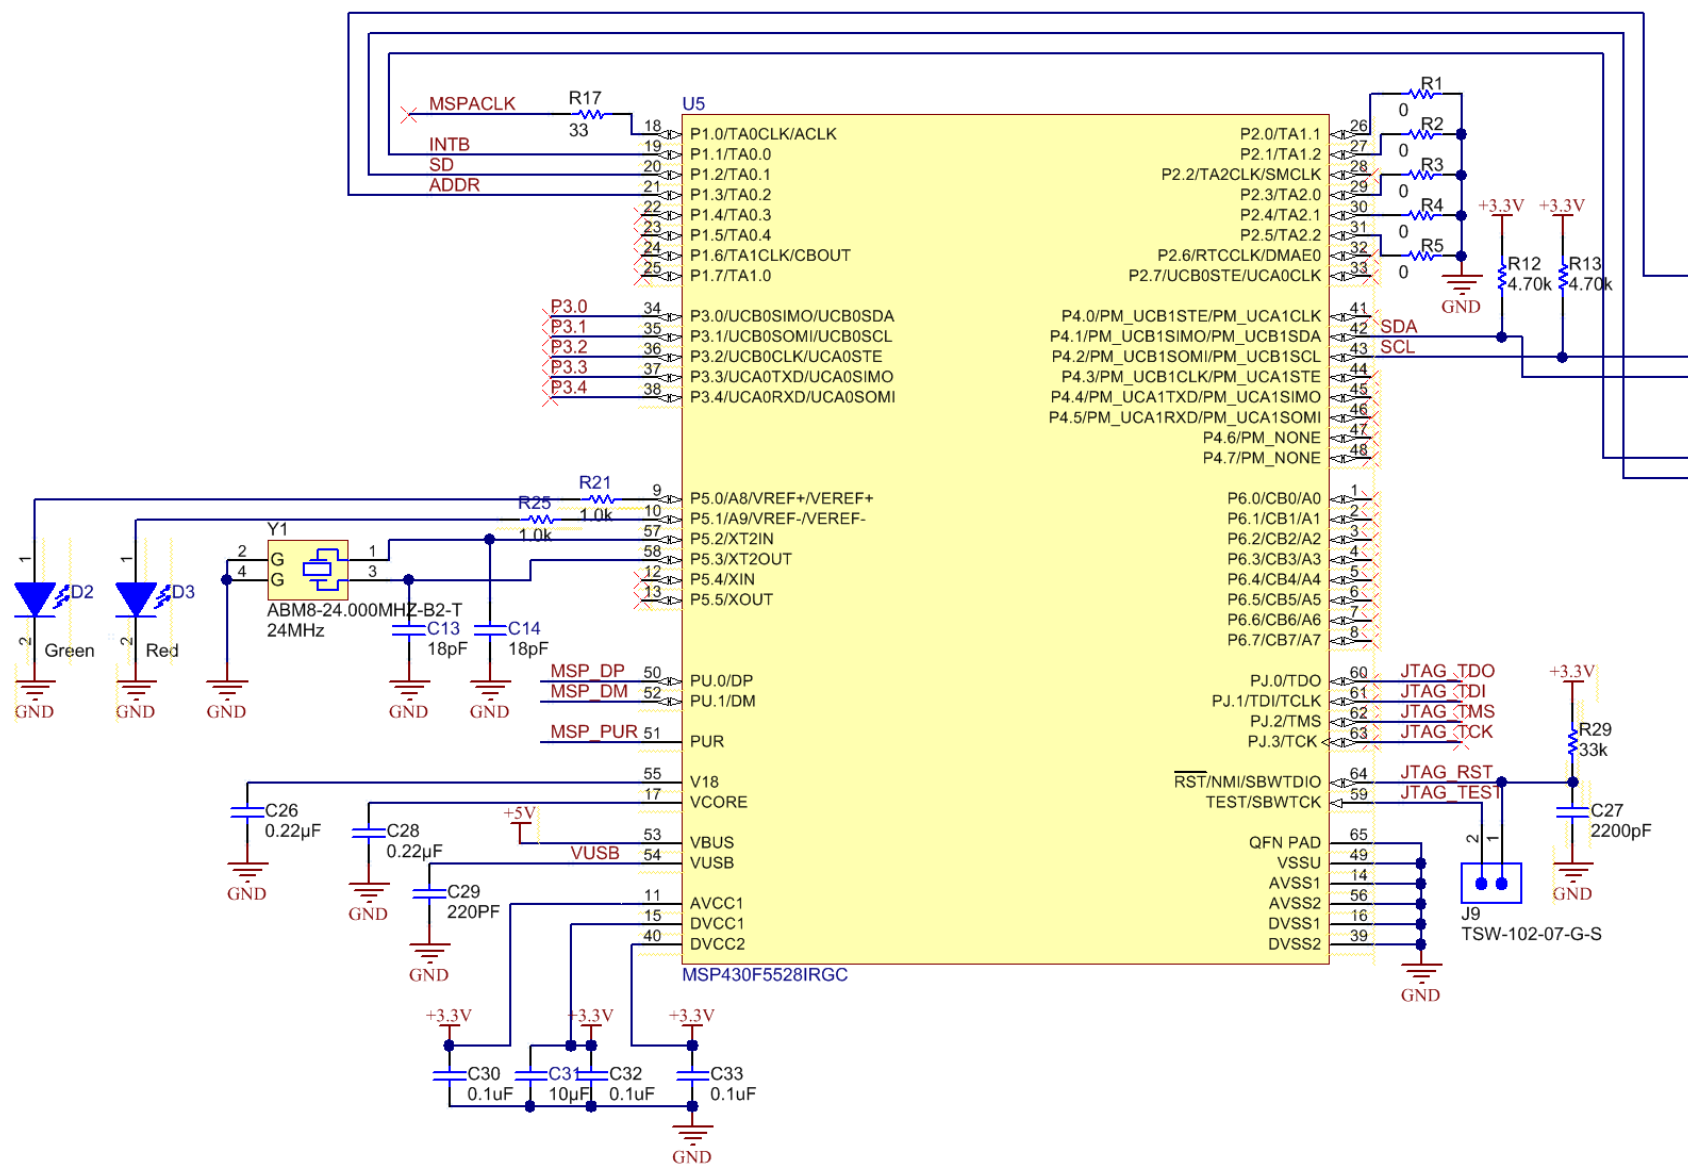 MSPACLK
R17
33
INTB
SD
ADDR
U5
18 P1.0/TA0CLK/ACLK
19 P1.1/TA0.0
20 P1.2/TA0.1
21 P1.3/TA0.2
22 P1.4/TA0.3
23 P1.5/TA0.4
24 P1.6/TA1CLK/CBOUT
25 P1.7/TA1.0
P3.0 34 P3.0/UCB0SIMO/UCB0SDA
P3.1 35 P3.1/UCB0SOMI/UCB0SCL
P3.2 36 P3.2/UCB0CLK/UCA0STE
P3.3 37 P3.3/UCA0TXD/UCA0SIMO
P3.4 38 P3.4/UCA0RXD/UCA0SOMI
R21
1.0k
R25
1.0k
9 P5.0/A8/VREF+/VEREF+
10 P5.1/A9/VREF-/VEREF-
57 P5.2/XT2IN
58 P5.3/XT2OUT
12 P5.4/XIN
13 P5.5/XOUT
1
D2
2
Green
GND
1
D3
2
Red
GND
Y1
2 G 1
4 G 3
ABM8-24.000MHZ-B2-T
24MHz
GND
C13
18pF
GND
C14
18pF
GND
MSP_DP 50 PU.0/DP
MSP_DM 52 PU.1/DM
MSP_PUR 51 PUR
55 V18
17 VCORE
+5V
53 VBUS
VUSB 54 VUSB
11 AVCC1
15 DVCC1
40 DVCC2
C26
0.22µF
GND
C28
0.22µF
GND
C29
220PF
GND
MSP430F5528IRGC
+3.3V
+3.3V
+3.3V
C30
0.1uF
C31
10µF
C32
0.1uF
C33
0.1uF
GND
P2.0/TA1.1 26
P2.1/TA1.2 27
P2.2/TA2CLK/SMCLK 28
P2.3/TA2.0 29
P2.4/TA2.1 30
P2.5/TA2.2 31
P2.6/RTCCLK/DMAE0 32
P2.7/UCB0STE/UCA0CLK 33
R1
0
R2
0
R3
0
R4
0
R5
0
GND
+3.3V
R12
4.70k
+3.3V
R13
4.70k
P4.0/PM_UCB1STE/PM_UCA1CLK 41
P4.1/PM_UCB1SIMO/PM_UCB1SDA 42 SDA
P4.2/PM_UCB1SOMI/PM_UCB1SCL 43 SCL
P4.3/PM_UCB1CLK/PM_UCA1STE 44
P4.4/PM_UCA1TXD/PM_UCA1SIMO 45
P4.5/PM_UCA1RXD/PM_UCA1SOMI 46
P4.6/PM_NONE 47
P4.7/PM_NONE 48
P6.0/CB0/A0 1
P6.1/CB1/A1 2
P6.2/CB2/A2 3
P6.3/CB3/A3 4
P6.4/CB4/A4 5
P6.5/CB5/A5 6
P6.6/CB6/A6 7
P6.7/CB7/A7 8
PJ.0/TDO 60 JTAG_TDO
PJ.1/TDI/TCLK 61 JTAG_TDI
PJ.2/TMS 62 JTAG_TMS
PJ.3/TCK 63 JTAG_TCK
RST/NMI/SBWTDIO 64 JTAG_RST
TEST/SBWTCK 59 JTAG_TEST
QFN PAD 65
VSSU 49
AVSS1 14
AVSS2 56
DVSS1 16
DVSS2 39
GND
2 1
J9
TSW-102-07-G-S
+3.3V
R29
33k
C27
2200pF
GND